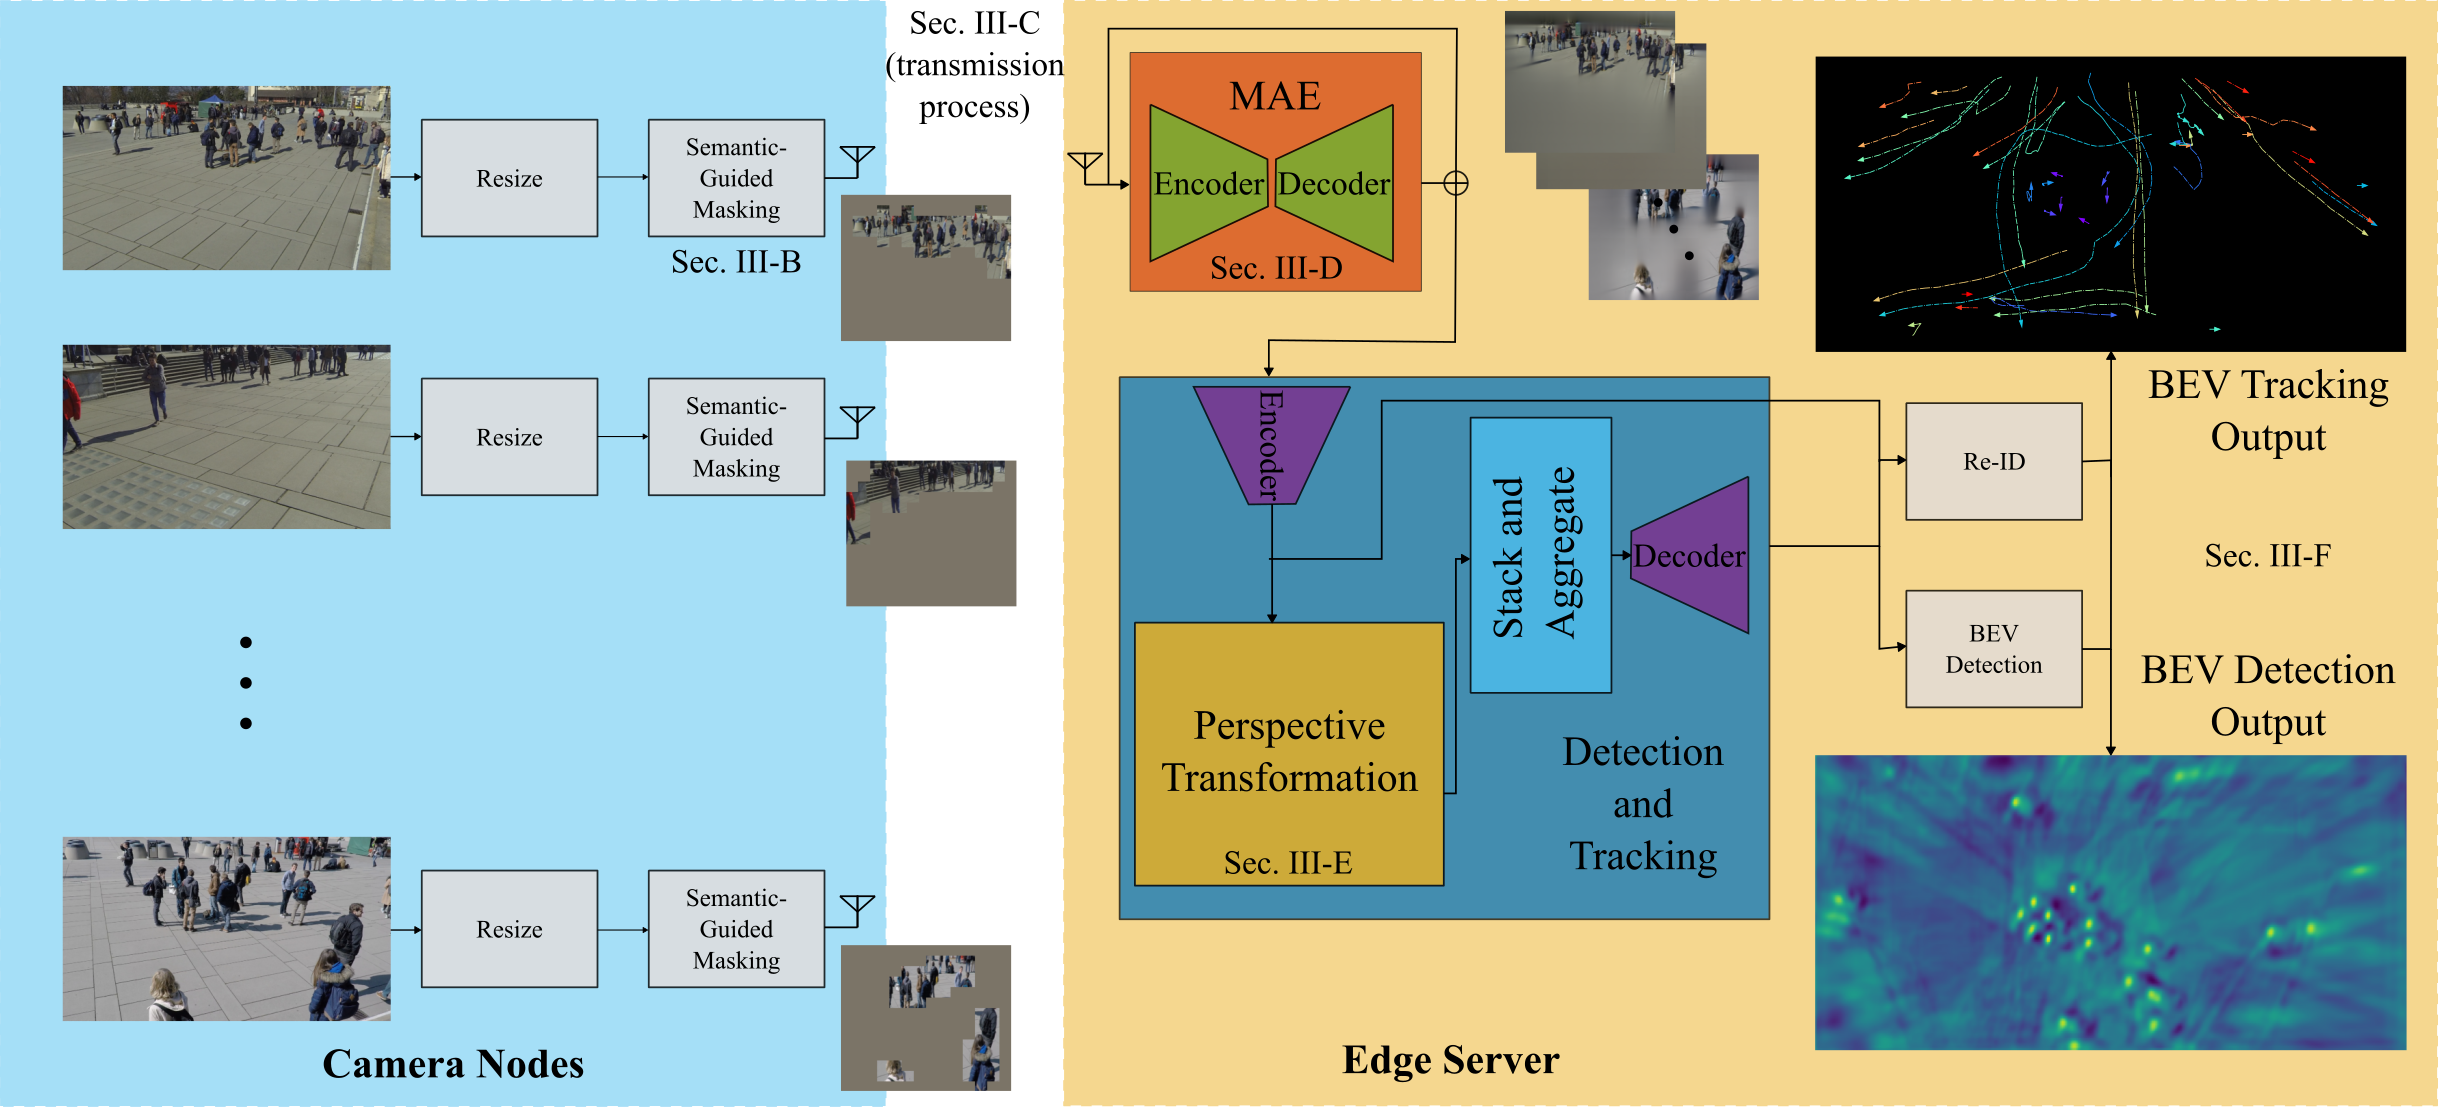 Sec. III-C
(transmission
process)
Resize
Semantic-
Guided
Masking
Sec. III-B
Resize
Semantic-
Guided
Masking
Resize
Semantic-
Guided
Masking
Camera Nodes
MAE
Encoder
Decoder
Sec. III-D
Encoder
Perspective
Transformation
Sec. III-E
Stack and
Aggregate
Decoder
Detection
and
Tracking
Re-ID
BEV
Detection
BEV Tracking
Output
Sec. III-F
BEV Detection
Output
Edge Server